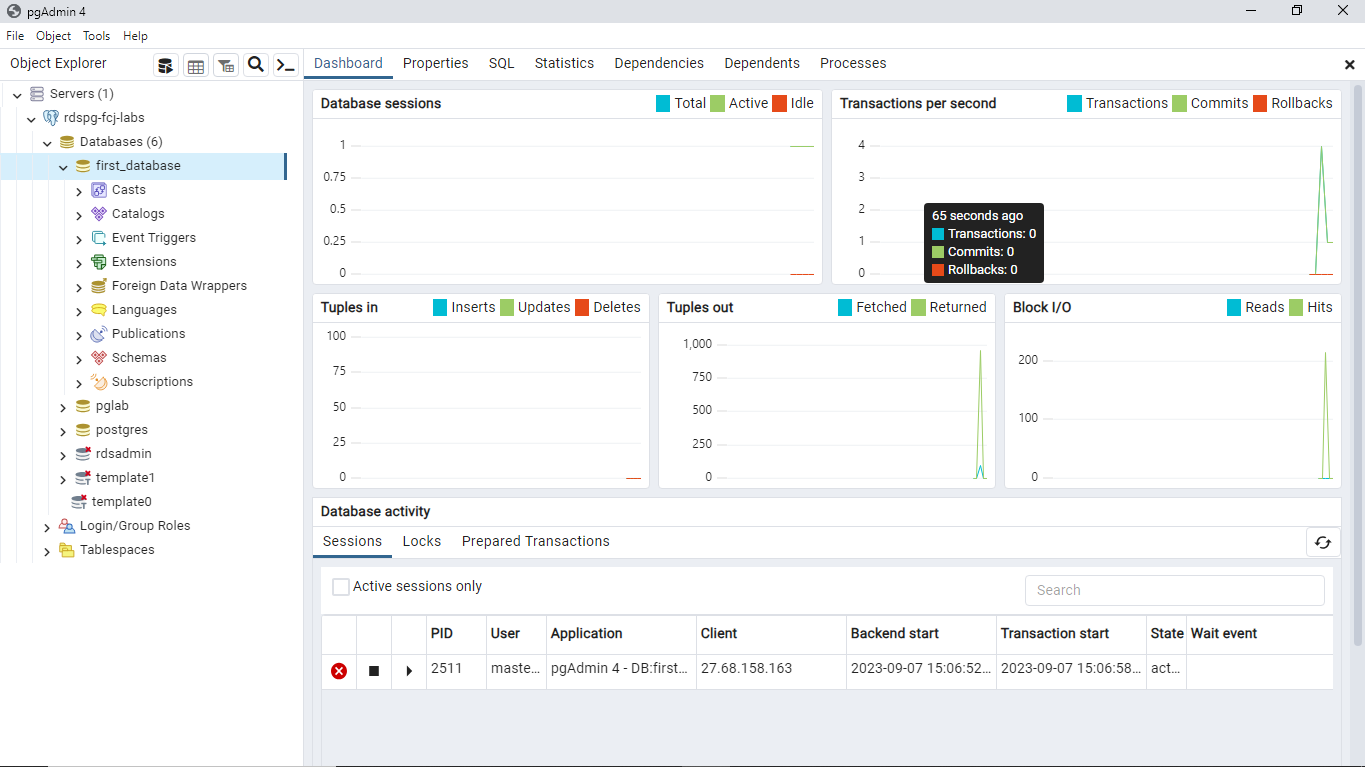 pgAdmin 4
File Object Tools Help
Object Explorer
Dashboard Properties SQL Statistics Dependencies Dependents Processes
Servers (1)
rdspg-fcj-labs
Databases (6)
first_database
Casts
Catalogs
Event Triggers
Extensions
Foreign Data Wrappers
Languages
Publications
Schemas
Subscriptions
pglab
postgres
rdsadmin
template1
template0
Login/Group Roles
Tablespaces
Database sessions Total Active Idle
1
0.75
0.5
0.25
0
Transactions per second Transactions Commits Rollbacks
4
3
2
1
0
65 seconds ago
Transactions: 0
Commits: 0
Rollbacks: 0
Tuples in Inserts Updates Deletes
100
75
50
25
0
Tuples out Fetched Returned
1,000
750
500
250
0
Block I/O Reads Hits
200
100
0
Database activity
Sessions Locks Prepared Transactions
Active sessions only Search
PID User Application Client Backend start Transaction start State Wait event
2511 maste... pgAdmin 4 - DB:first... 27.68.158.163 2023-09-07 15:06:52... 2023-09-07 15:06:58... act...